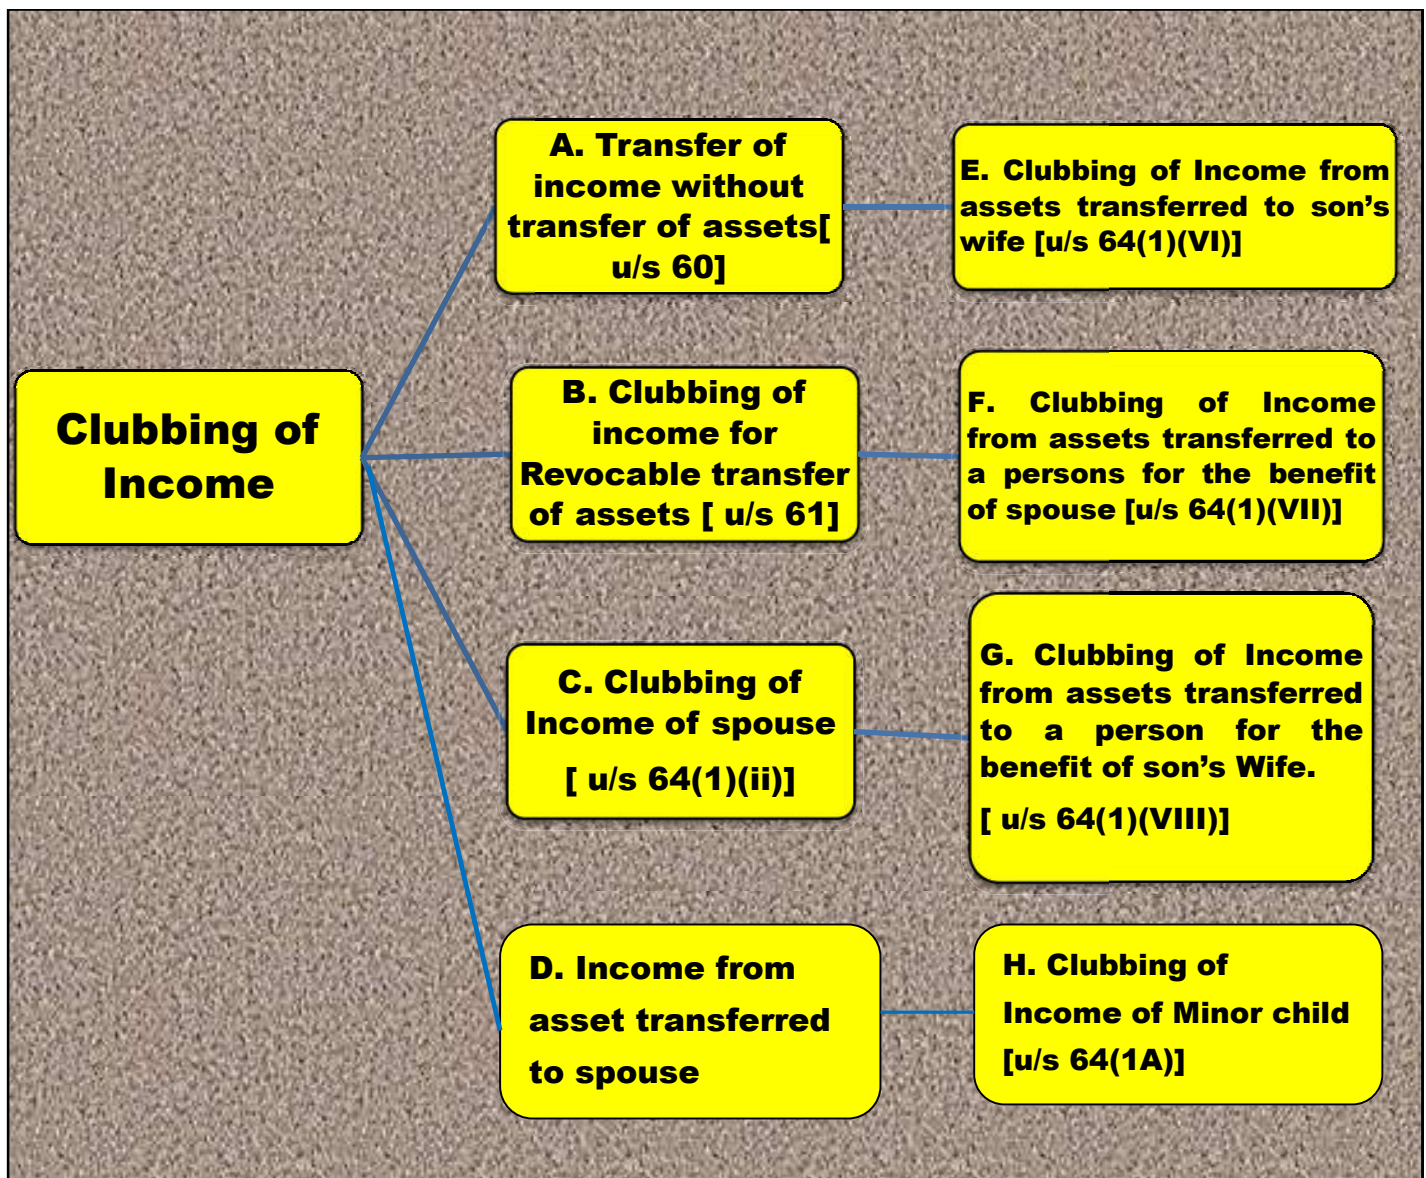 Clubbing of
Income
A. Transfer of
income without
transfer of assets[
u/s 60]
B. Clubbing of
income for
Revocable transfer
of assets [ u/s 61]
C. Clubbing of
Income of spouse
[ u/s 64(1)(ii)]
D. Income from
asset transferred
to spouse
E. Clubbing of Income from
assets transferred to son’s
wife [u/s 64(1)(VI)]
F. Clubbing of Income
from assets transferred to
a persons for the benefit
of spouse [u/s 64(1)(VII)]
G. Clubbing of Income
from assets transferred
to a person for the
benefit of son’s Wife.
[ u/s 64(1)(VIII)]
H. Clubbing of
Income of Minor child
[u/s 64(1A)]